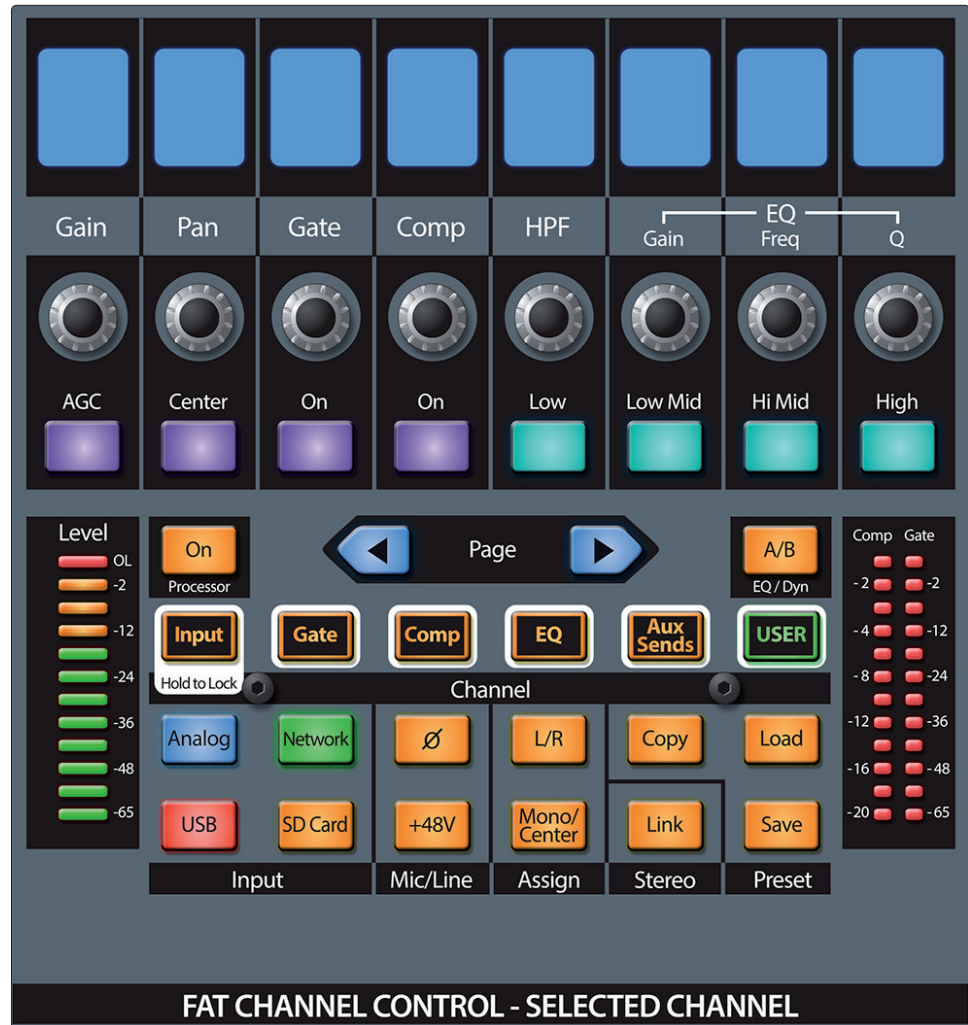 Gain Pan Gate Comp HPF EQ
Gain Freq Q
AGC Center On On Low Low Mid Hi Mid High
Level
OL
-2
-12
-24
-36
-48
-65
On
Processor
Page
A/B
EQ/Dyn
Input
Hold to Lock
Gate
Comp
EQ
Aux
Sends
USER
Channel
Analog Network Ø L/R Copy Load
USB SD Card +48V Mono/
Center
Link Save
Input Mic/Line Assign Stereo Preset
Comp Gate
-2 -2
-4 -12
-8 -24
-12 -36
-16 -48
-20 -65
FAT CHANNEL CONTROL - SELECTED CHANNEL